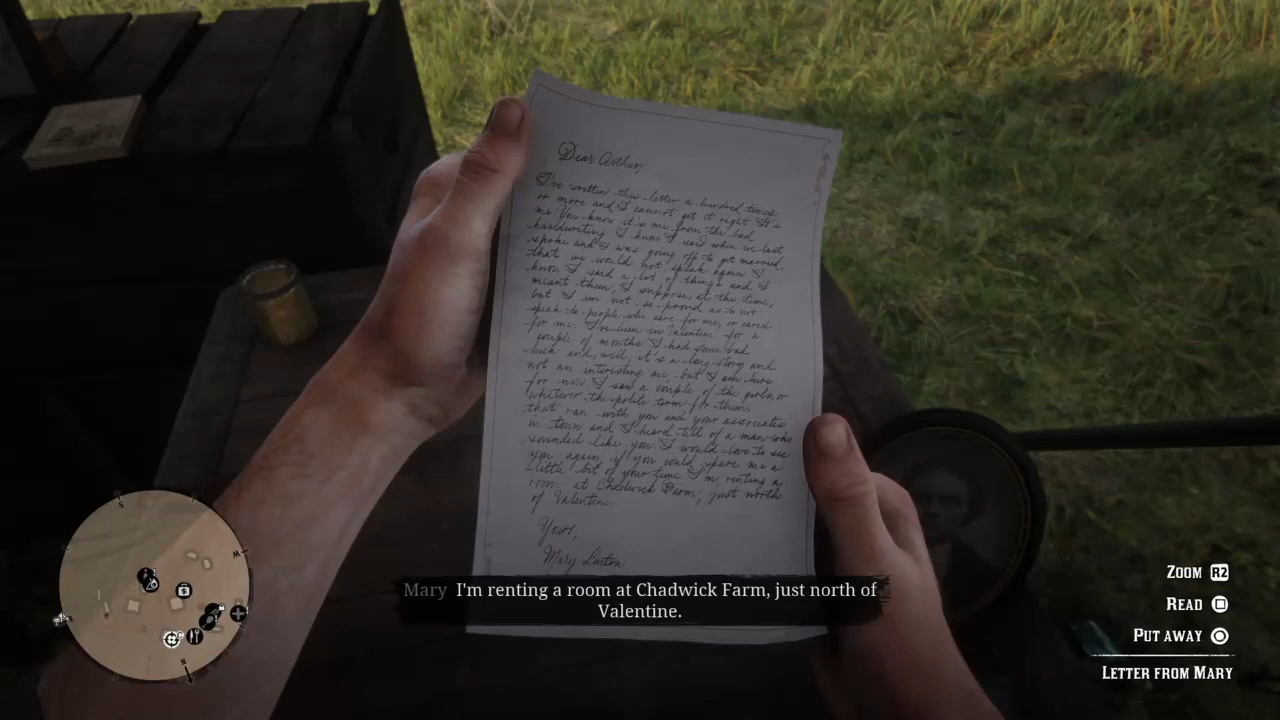 Dear Arthur,
I've written this letter a hundred times
or more and I cannot get it right. It's
me. You know it's me from the bad
handwriting. I know I said when we last
spoke and I was going off to get married,
that we would not speak again. I
know I said a lot of things and I
meant them, I suppose, at the time,
but I am not so proud as to not
speak to people who care for me, or cared
for me. I've been in Valentine for a
couple of months. I had some bad
luck and, well, it's a long story and
not an interesting one, but I am here
for now. I saw a couple of the girls, or
whatever the polite term for them,
that ran with you and your associates
in town and I heard tell of a man who
sounded like you. I would love to see
you again if you could spare me a
little bit of your time. I'm renting a
room, at Chadwick Farm, just north
of Valentine.
Yours,
Mary Linton
Mary I'm renting a room at Chadwick Farm, just north of
Valentine.
ZOOM R2
READ
PUT AWAY
LETTER FROM MARY